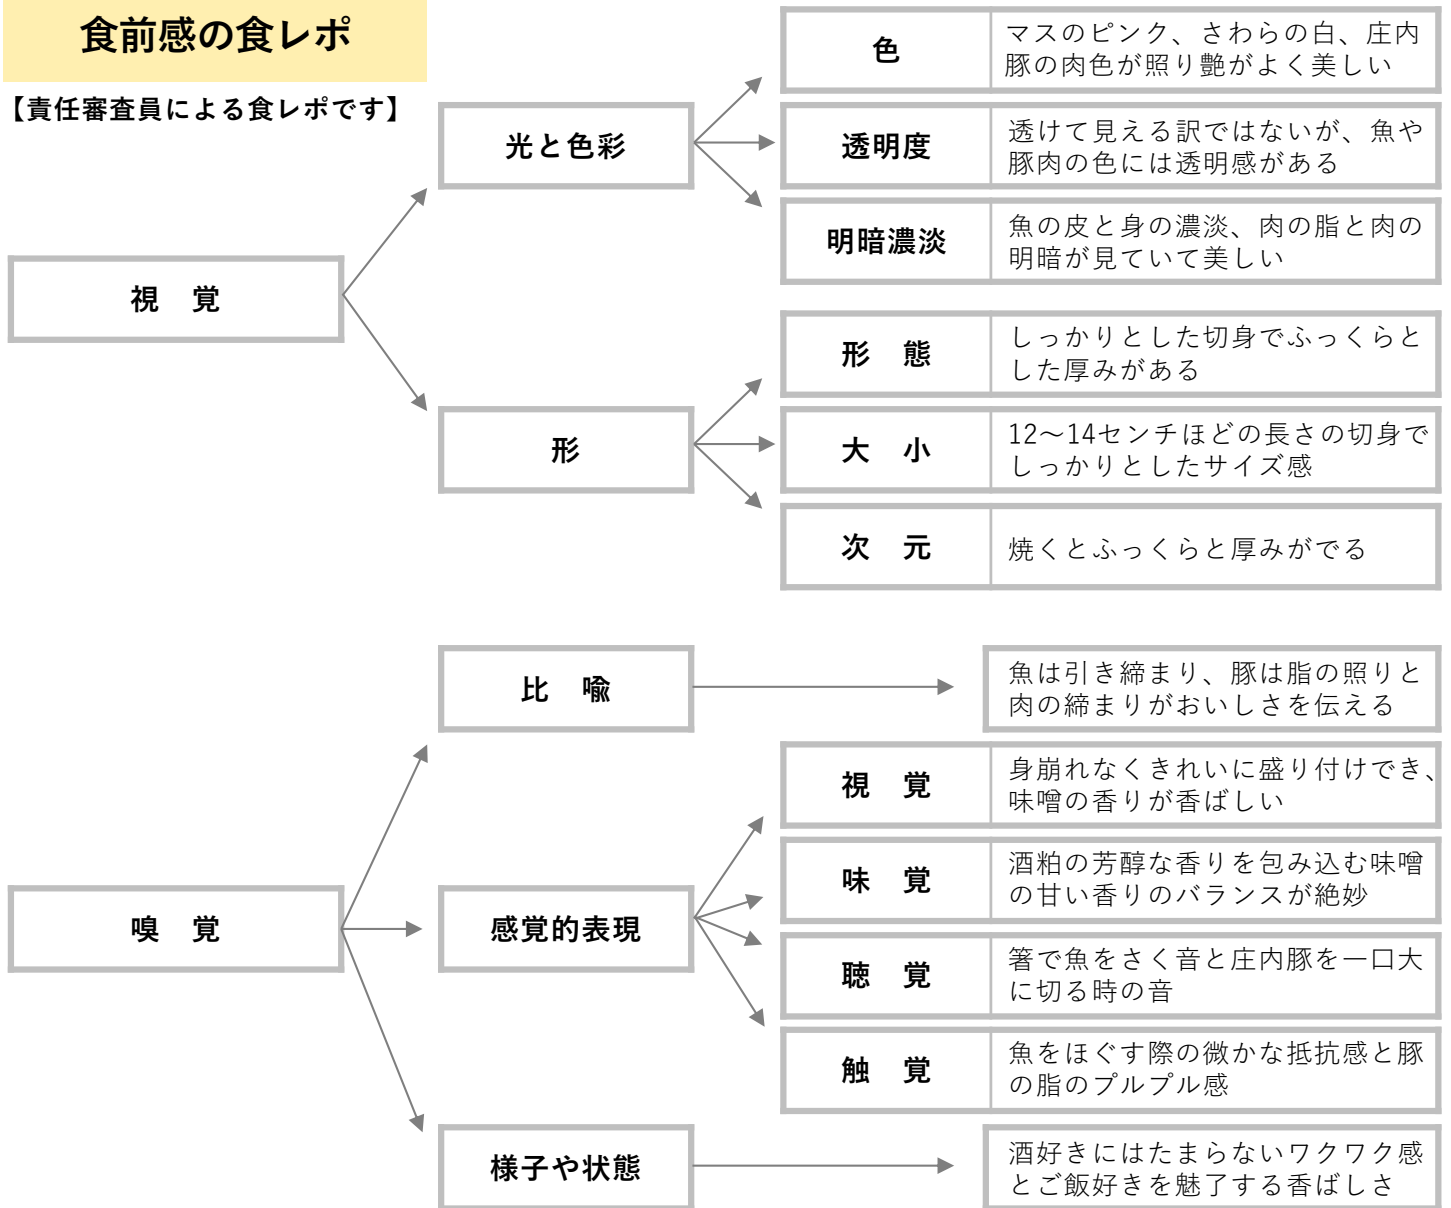 食前感の食レポ
【責任審査員による食レポです】
視　覚
光と色彩
色
マスのピンク、さわらの白、庄内
豚の肉色が照り艶がよく美しい
透明度
透けて見える訳ではないが、魚や
豚肉の色には透明感がある
明暗濃淡
魚の皮と身の濃淡、肉の脂と肉の
明暗が見ていて美しい
形
形　態
しっかりとした切身でふっくらと
した厚みがある
大　小
12〜14センチほどの長さの切身で
しっかりとしたサイズ感
次　元
焼くとふっくらと厚みがでる
嗅　覚
比　喩
魚は引き締まり、豚は脂の照りと
肉の締まりがおいしさを伝える
感覚的表現
視　覚
身崩れなくきれいに盛り付けでき、
味噌の香りが香ばしい
味　覚
酒粕の芳醇な香りを包み込む味噌
の甘い香りのバランスが絶妙
聴　覚
箸で魚をさく音と庄内豚を一口大
に切る時の音
触　覚
魚をほぐす際の微かな抵抗感と豚
の脂のプルプル感
様子や状態
酒好きにはたまらないワクワク感
とご飯好きを魅了する香ばしさ